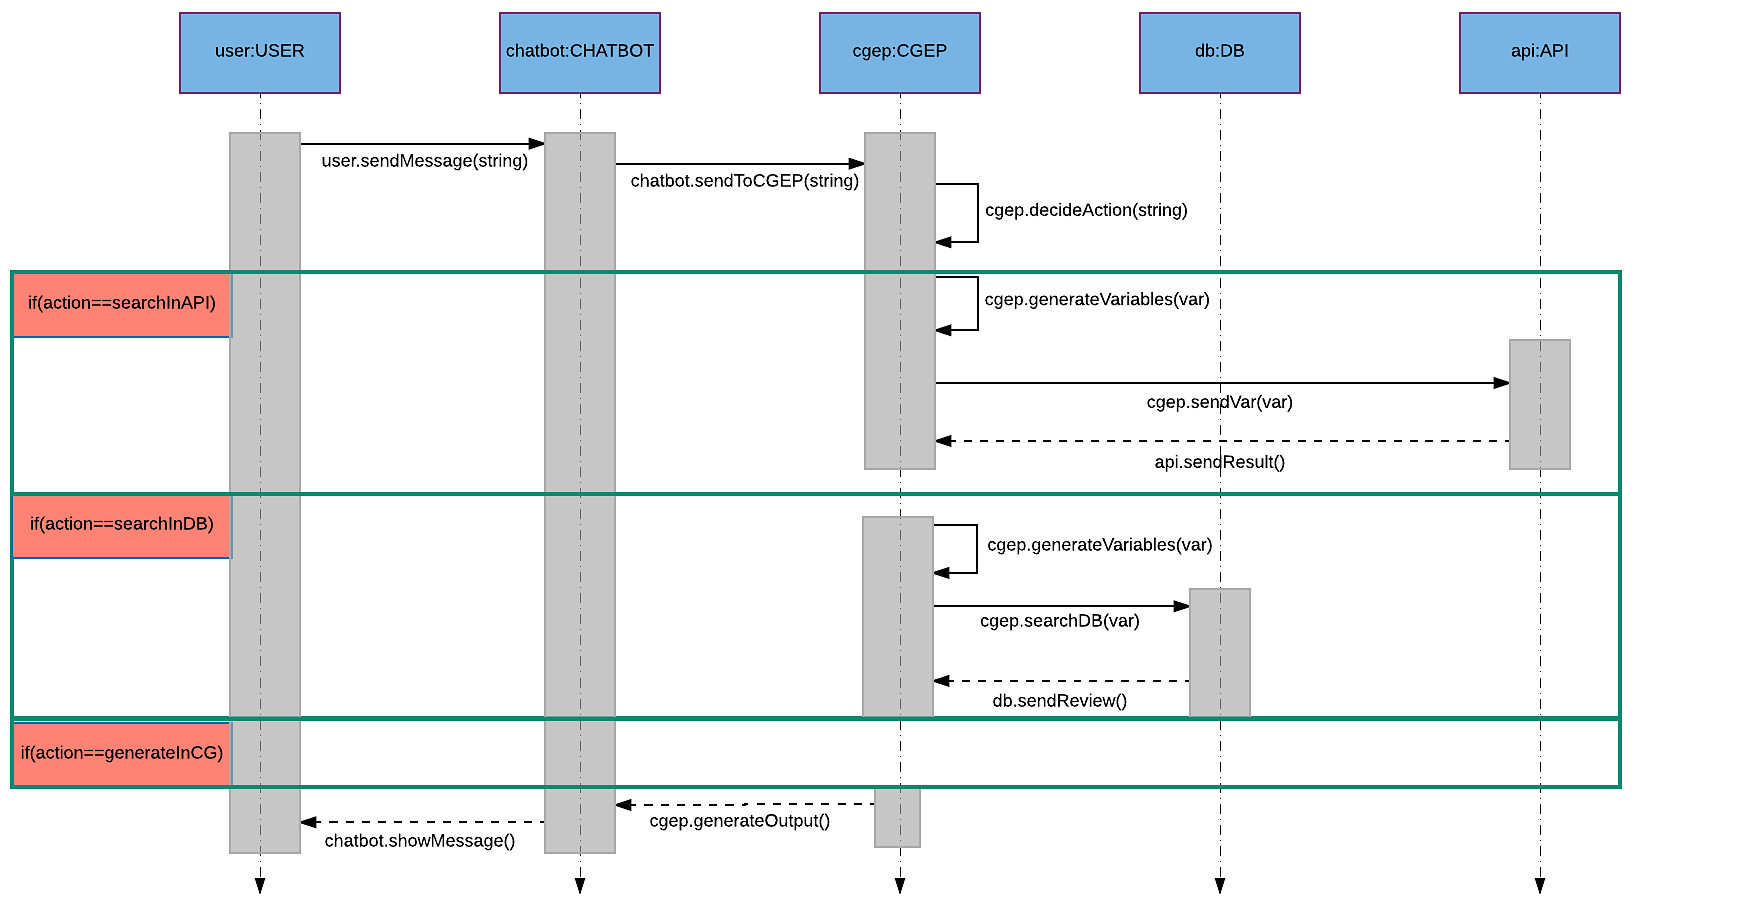 user:USER
chatbot:CHATBOT
cgep:CGEP
db:DB
api:API
user.sendMessage(string)
chatbot.sendToCGEP(string)
cgep.decideAction(string)
if(action==searchInAPI)
cgep.generateVariables(var)
cgep.sendVar(var)
api.sendResult()
if(action==searchInDB)
cgep.generateVariables(var)
cgep.searchDB(var)
db.sendReview()
if(action==generateInCG)
cgep.generateOutput()
chatbot.showMessage()